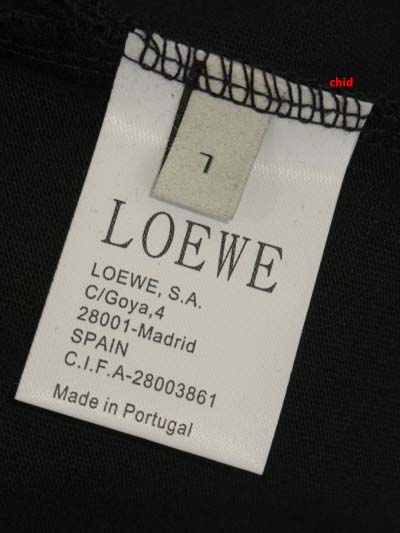 chid
L
LOEWE
LOEWE, S.A.
C/Goya,4
28001-Madrid
SPAIN
C.I.F.A-28003861
Made in Portugal